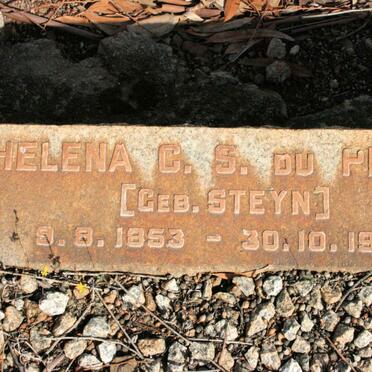 HELENA C. S. DU
[GEB. STEYN]
9.8.1853 - 30.10.